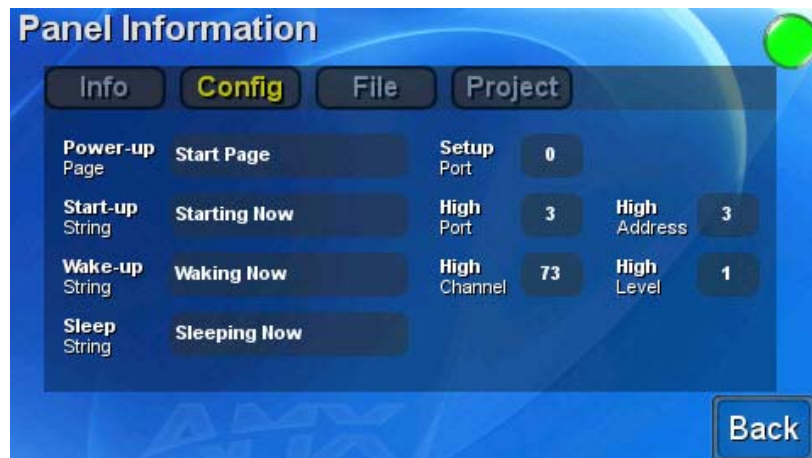 Panel Information
Info Config File Project
Power-up Page Start Page Setup Port 0
Start-up String Starting Now High Port 3 High Address 3
Wake-up String Waking Now High Channel 73 High Level 1
Sleep String Sleeping Now
AMX
Back